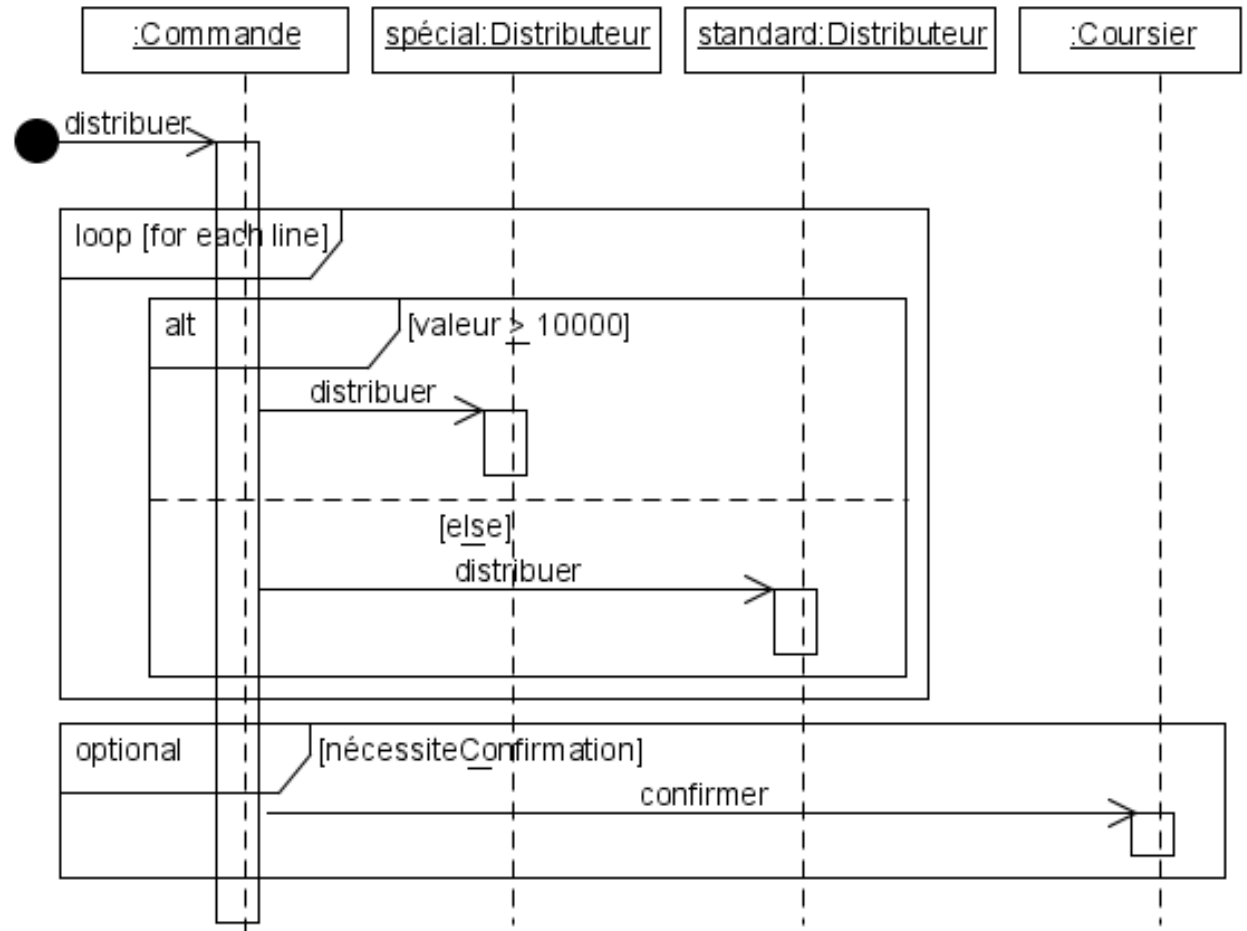 :Commande
spécial:Distributeur
standard:Distributeur
:Coursier
distribuer
loop [for each line]
alt
[valeur > 10000]
distribuer
[else]
distribuer
optional
[nécessiteConfirmation]
confirmer